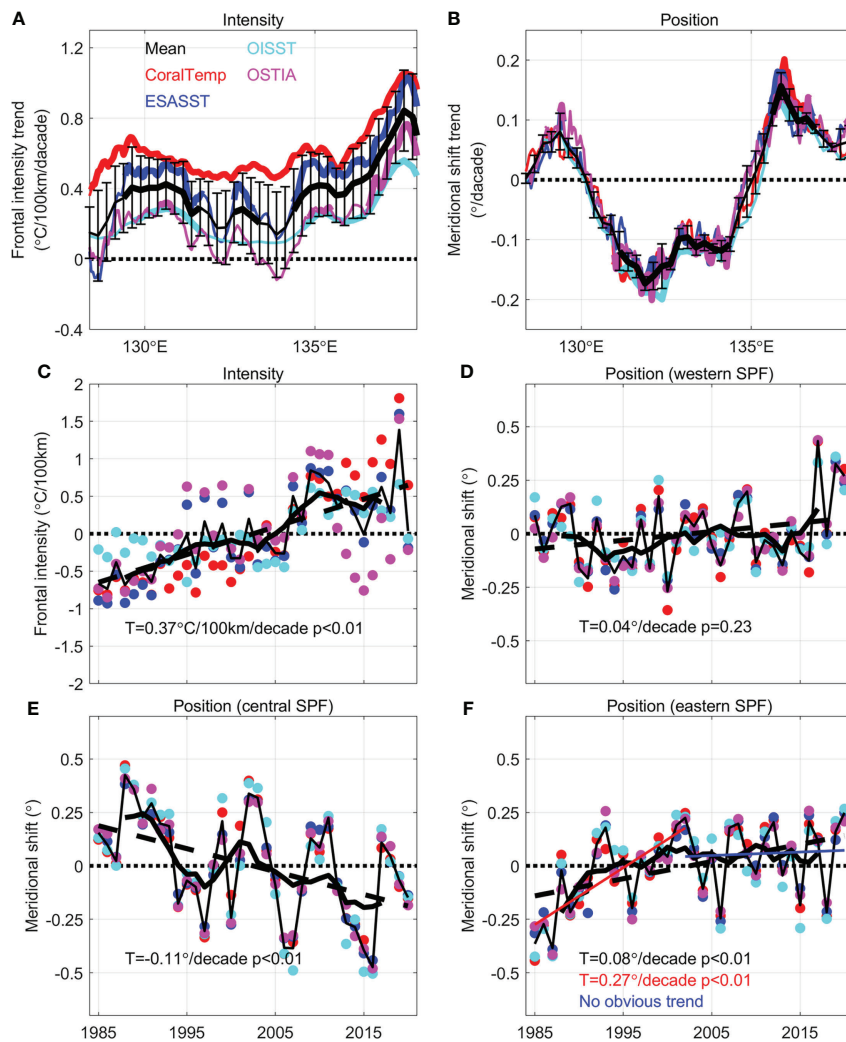 A
Intensity
Frontal intensity trend
(°C/100km/dacade)
1.2
0.8
0.4
0
-0.4
Mean
CoralTemp
ESASST
OISST
OSTIA
130°E
135°E
B
Position
Meridional shift trend
(°/dacade)
0.2
0.1
0
-0.1
-0.2
130°E
135°E
C
Intensity
Frontal intensity (°C/100km)
2
1.5
1
0.5
0
-0.5
-1
-1.5
-2
T=0.37°C/100km/decade p<0.01
D
Position (western SPF)
Meridional shift (°)
0.5
0.25
0
-0.25
-0.5
T=0.04°/decade p=0.23
E
Position (central SPF)
Meridional shift (°)
0.5
0.25
0
-0.25
-0.5
T=-0.11°/decade p<0.01
1985
1995
2005
2015
F
Position (eastern SPF)
Meridional shift (°)
0.5
0.25
0
-0.25
-0.5
T=0.08°/decade p<0.01
T=0.27°/decade p<0.01
No obvious trend
1985
1995
2005
2015